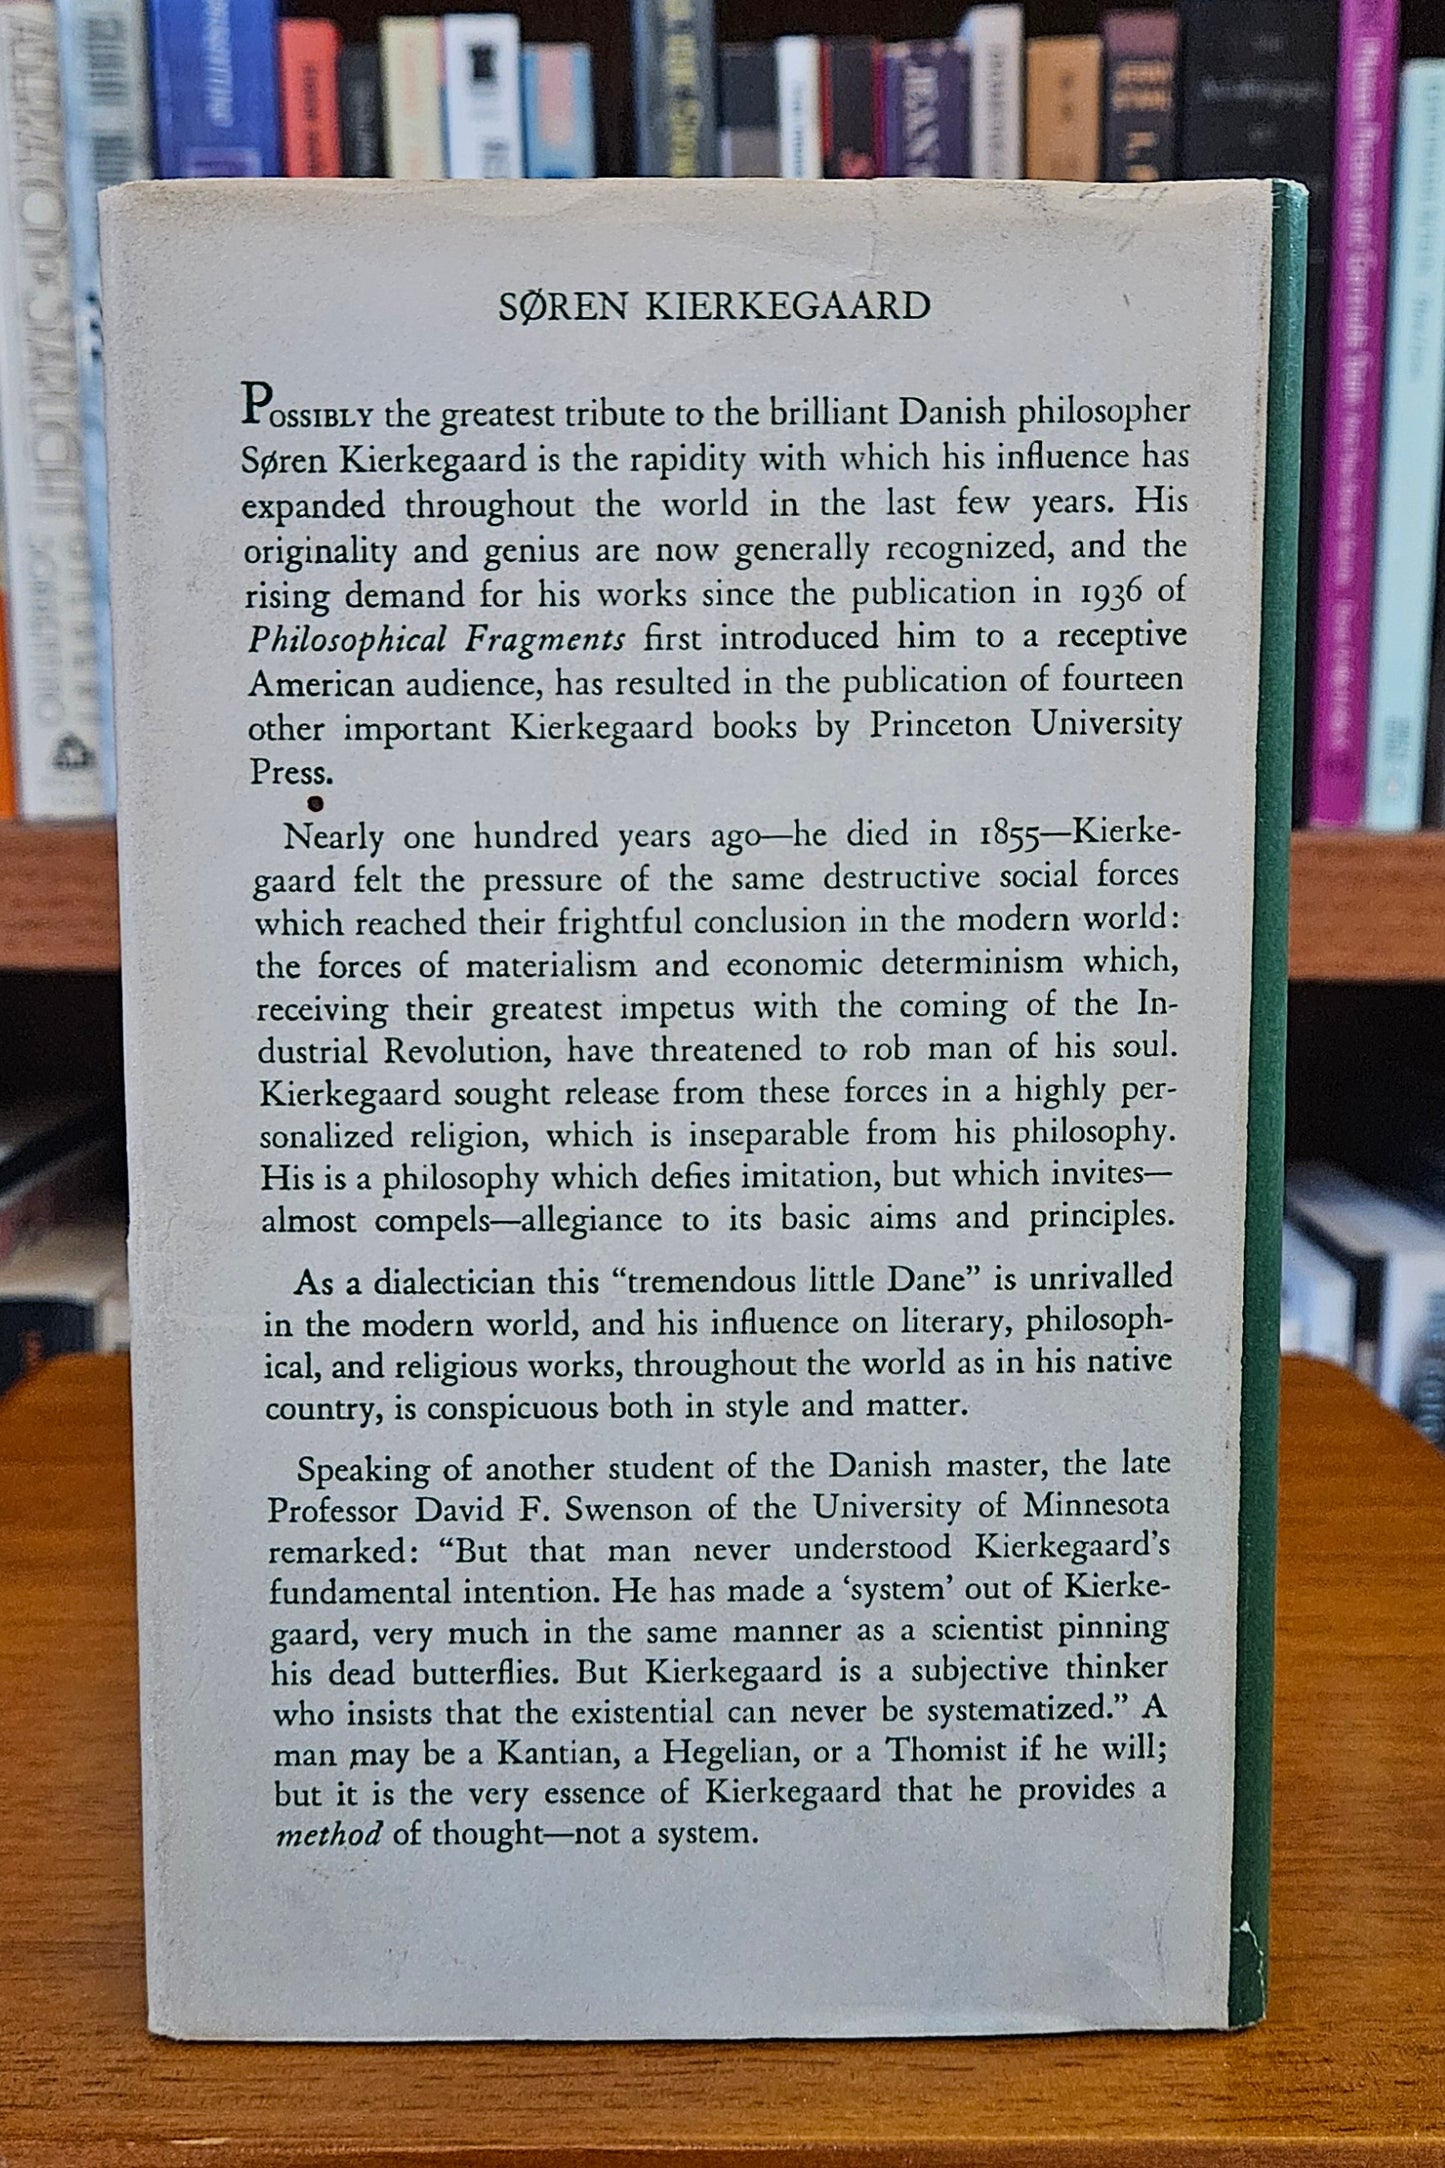 SØREN KIERKEGAARD
POSSIBLY the greatest tribute to the brilliant Danish philosopher
Søren Kierkegaard is the rapidity with which his influence has
expanded throughout the world in the last few years. His
originality and genius are now generally recognized, and the
rising demand for his works since the publication in 1936 of
Philosophical Fragments first introduced him to a receptive
American audience, has resulted in the publication of fourteen
other important Kierkegaard books by Princeton University
Press.
Nearly one hundred years ago—he died in 1855—Kierke-
gaard felt the pressure of the same destructive social forces
which reached their frightful conclusion in the modern world:
the forces of materialism and economic determinism which,
receiving their greatest impetus with the coming of the In-
dustrial Revolution, have threatened to rob man of his soul.
Kierkegaard sought release from these forces in a highly per-
sonalized religion, which is inseparable from his philosophy.
His is a philosophy which defies imitation, but which invites—
almost compels—allegiance to its basic aims and principles.
As a dialectician this “tremendous little Dane” is unrivalled
in the modern world, and his influence on literary, philosoph-
ical, and religious works, throughout the world as in his native
country, is conspicuous both in style and matter.
Speaking of another student of the Danish master, the late
Professor David F. Swenson of the University of Minnesota
remarked: “But that man never understood Kierkegaard’s
fundamental intention. He has made a ‘system’ out of Kierke-
gaard, very much in the same manner as a scientist pinning
his dead butterflies. But Kierkegaard is a subjective thinker
who insists that the existential can never be systematized.” A
man may be a Kantian, a Hegelian, or a Thomist if he will;
but it is the very essence of Kierkegaard that he provides a
method of thought—not a system.